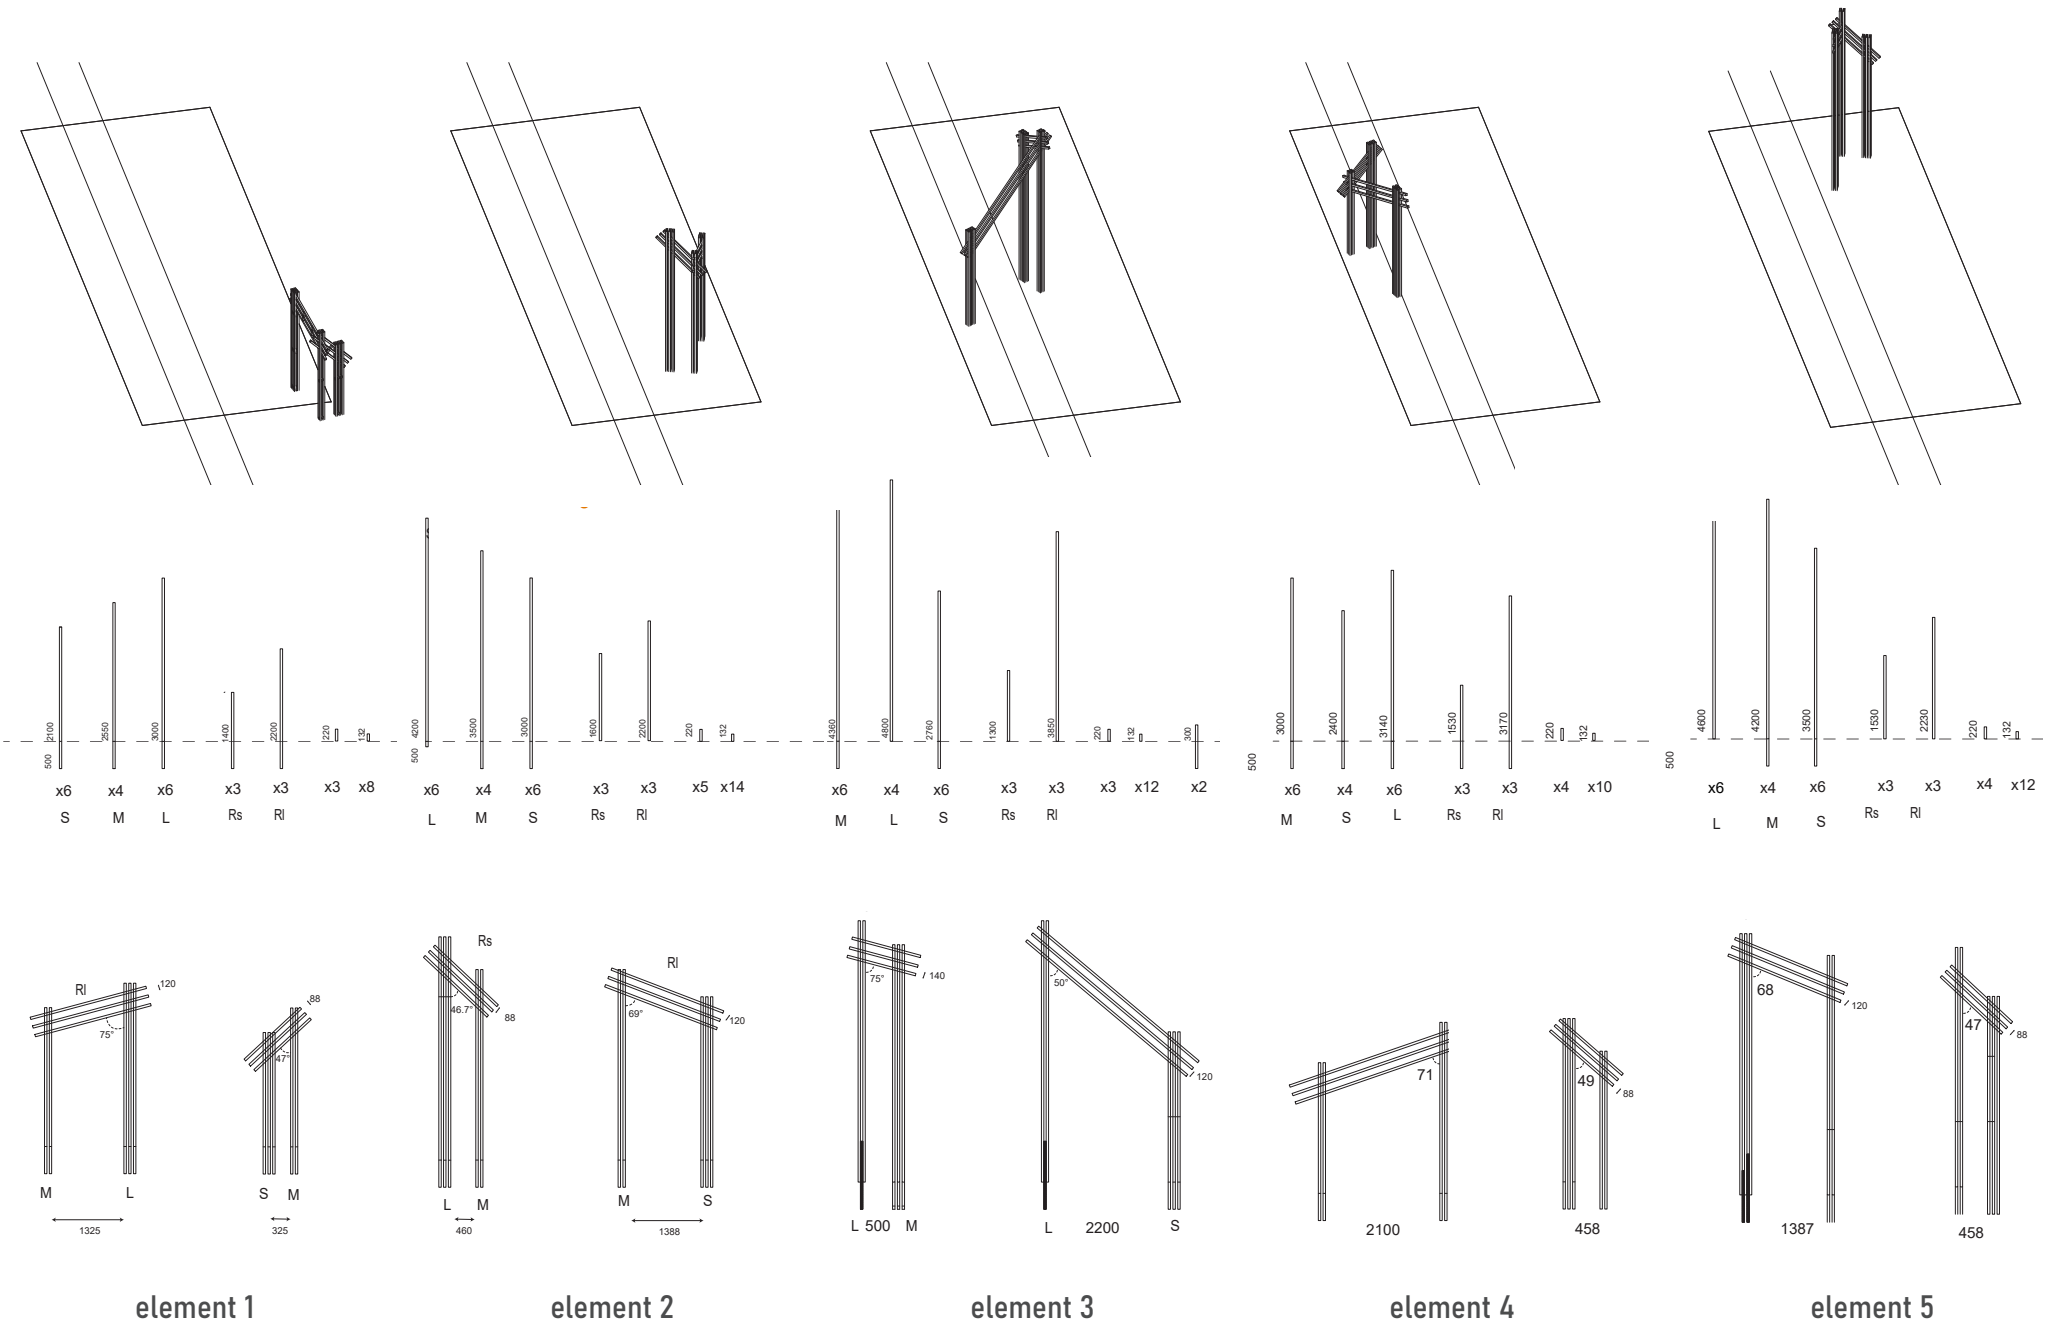 2100 2550 3000 1400 2200 220 132
500
x6 x4 x6 x3 x3 x3 x8
S M L Rs Rl
4200 3500 3000 1600 2200 220 132
500
x6 x4 x6 x3 x3 x5 x14
L M S Rs Rl
4360 4800 2760 1300 3850 220 132 300
x6 x4 x6 x3 x3 x3 x12 x2
M L S Rs Rl
3000 2400 3140 1530 3170 220 132
500
x6 x4 x6 x3 x3 x4 x10
M S L Rs Rl
4600 4200 3500 1530 2230 220 132
500
x6 x4 x6 x3 x3 x4 x12
L M S Rs Rl
Rl 120
75°
M L
1325
88
47°
S M
325
Rs
46.7°
88
L M
460
Rl
69°
120
M S
1388
75°
140
L 500 M
50°
120
L 2200 S
71
2100
49
88
458
68
120
1387
47
88
458
element 1
element 2
element 3
element 4
element 5